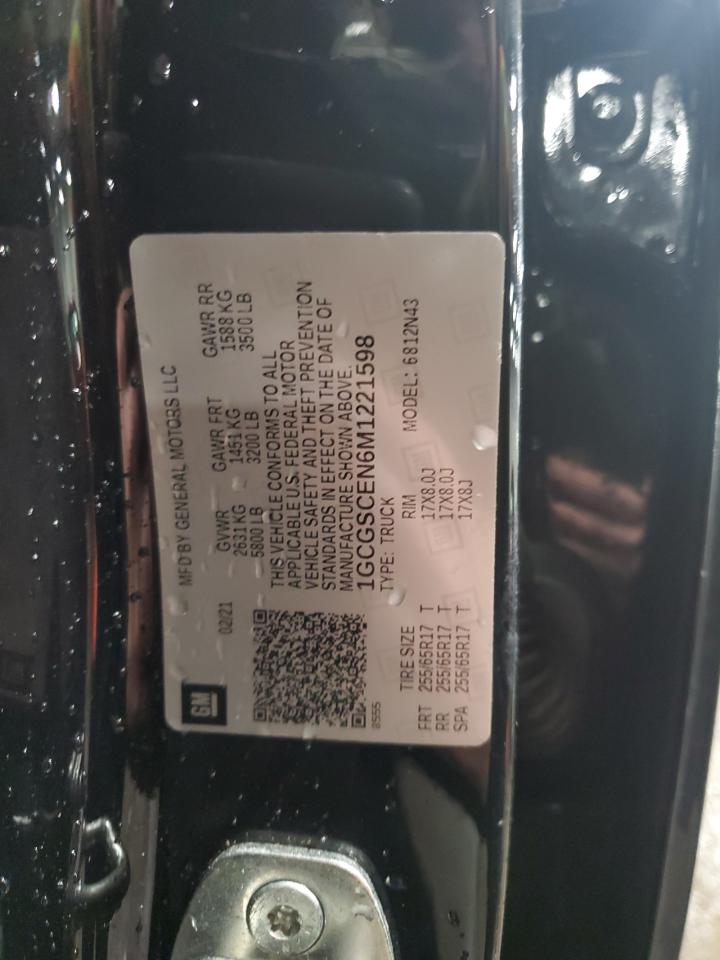 GM
MFD BY GENERAL MOTORS LLC
02/21
GVWR GAWR FRT GAWR RR
2631 KG 1451 KG 1588 KG
5800 LB 3200 LB 3500 LB
THIS VEHICLE CONFORMS TO ALL
APPLICABLE U.S. FEDERAL MOTOR
VEHICLE SAFETY AND THEFT PREVENTION
STANDARDS IN EFFECT ON THE DATE OF
MANUFACTURE SHOWN ABOVE.
1GCGSCEN6M1221598
8555
TYPE: TRUCK
TIRE SIZE RIM MODEL: 6812N43
FRT 255/65R17 T 17X8.0J
RR 255/65R17 T 17X8.0J
SPA 255/65R17 T 17X8J